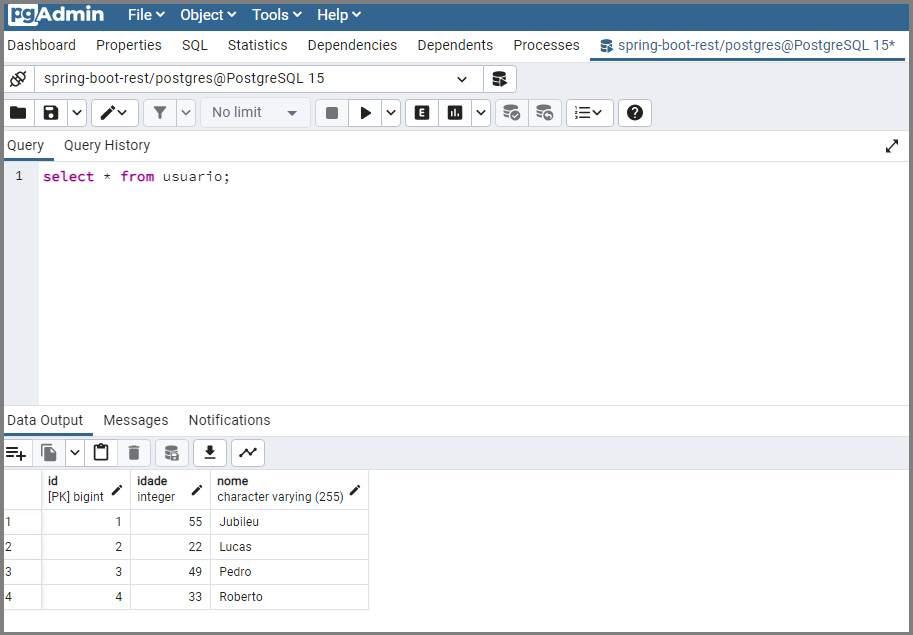 pgAdmin File Object Tools Help
Dashboard Properties SQL Statistics Dependencies Dependents Processes spring-boot-rest/postgres@PostgreSQL 15*
spring-boot-rest/postgres@PostgreSQL 15
No limit E ?
Query Query History
1 select * from usuario;
Data Output Messages Notifications
id idade nome
[PK] bigint integer character varying (255)
1 1 55 Jubileu
2 2 22 Lucas
3 3 49 Pedro
4 4 33 Roberto